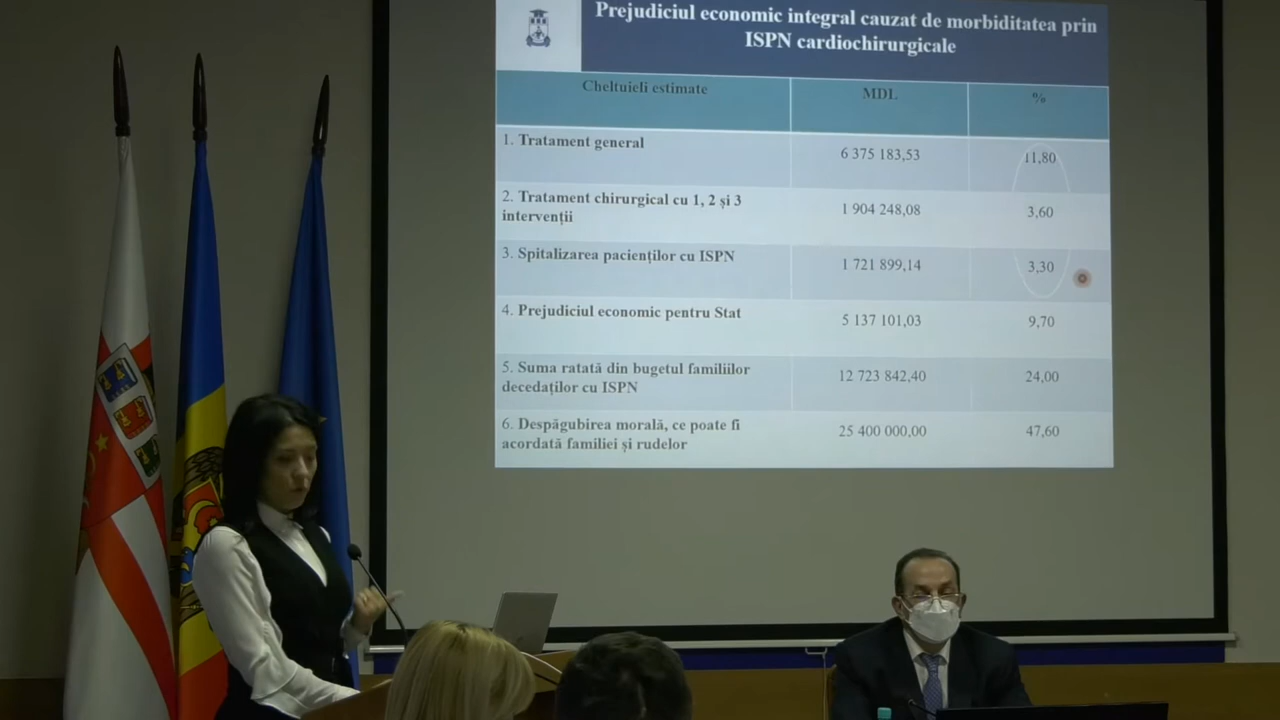 Prejudiciul economic integral cauzat de morbiditatea prin
ISPN cardiochirurgicale
Cheltuieli estimate MDL %
1. Tratament general 6 375 183,53 11,80
2. Tratament chirurgical cu 1, 2 și 3
intervenții 1 904 248,08 3,60
3. Spitalizarea pacienților cu ISPN 1 721 899,14 3,30
4. Prejudiciul economic pentru Stat 5 137 101,03 9,70
5. Suma ratată din bugetul familiilor
decedaților cu ISPN 12 723 842,40 24,00
6. Despăgubirea morală, ce poate fi
acordată familiei și rudelor 25 400 000,00 47,60